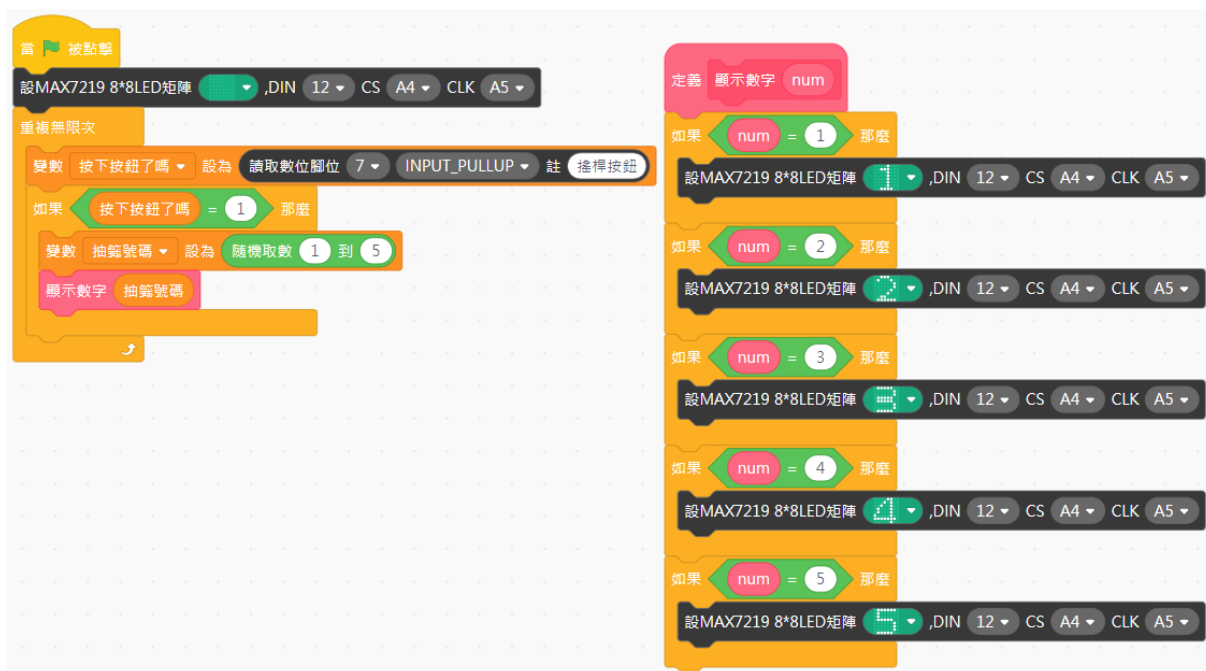 當 被點擊
設MAX7219 8*8LED矩陣 ,DIN 12 CS A4 CLK A5
重複無限次
變數 按下按鈕了嗎 設為 讀取數位腳位 7 INPUT_PULLUP 註 搖桿按鈕
如果 按下按鈕了嗎 = 1 那麼
變數 抽籤號碼 設為 隨機取數 1 到 5
顯示數字 抽籤號碼
定義 顯示數字 num
如果 num = 1 那麼
設MAX7219 8*8LED矩陣 1 ,DIN 12 CS A4 CLK A5
如果 num = 2 那麼
設MAX7219 8*8LED矩陣 2 ,DIN 12 CS A4 CLK A5
如果 num = 3 那麼
設MAX7219 8*8LED矩陣 3 ,DIN 12 CS A4 CLK A5
如果 num = 4 那麼
設MAX7219 8*8LED矩陣 4 ,DIN 12 CS A4 CLK A5
如果 num = 5 那麼
設MAX7219 8*8LED矩陣 5 ,DIN 12 CS A4 CLK A5